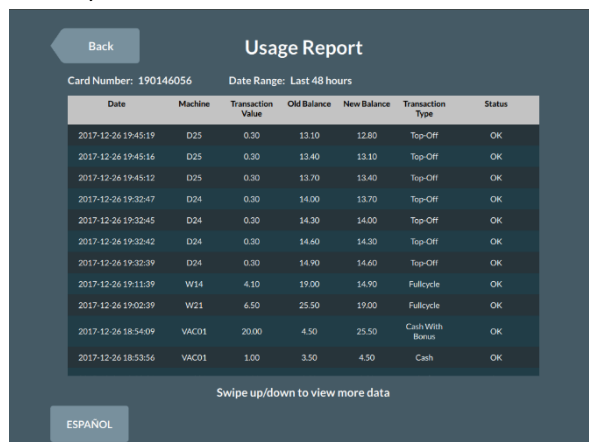 Back
Usage Report
Card Number: 190146056 Date Range: Last 48 hours
Date Machine Transaction Value Old Balance New Balance Transaction Type Status
2017-12-26 19:45:19 D25 0.30 13.10 12.80 Top-Off OK
2017-12-26 19:45:16 D25 0.30 13.40 13.10 Top-Off OK
2017-12-26 19:45:12 D25 0.30 13.70 13.40 Top-Off OK
2017-12-26 19:32:47 D24 0.30 14.00 13.70 Top-Off OK
2017-12-26 19:32:45 D24 0.30 14.30 14.00 Top-Off OK
2017-12-26 19:32:42 D24 0.30 14.60 14.30 Top-Off OK
2017-12-26 19:32:39 D24 0.30 14.90 14.60 Top-Off OK
2017-12-26 19:11:39 W14 4.10 19.00 14.90 Fullcycle OK
2017-12-26 19:02:39 W21 6.50 25.50 19.00 Fullcycle OK
2017-12-26 18:54:09 VAC01 20.00 4.50 25.50 Cash With Bonus OK
2017-12-26 18:53:56 VAC01 1.00 3.50 4.50 Cash OK
Swipe up/down to view more data
ESPAÑOL